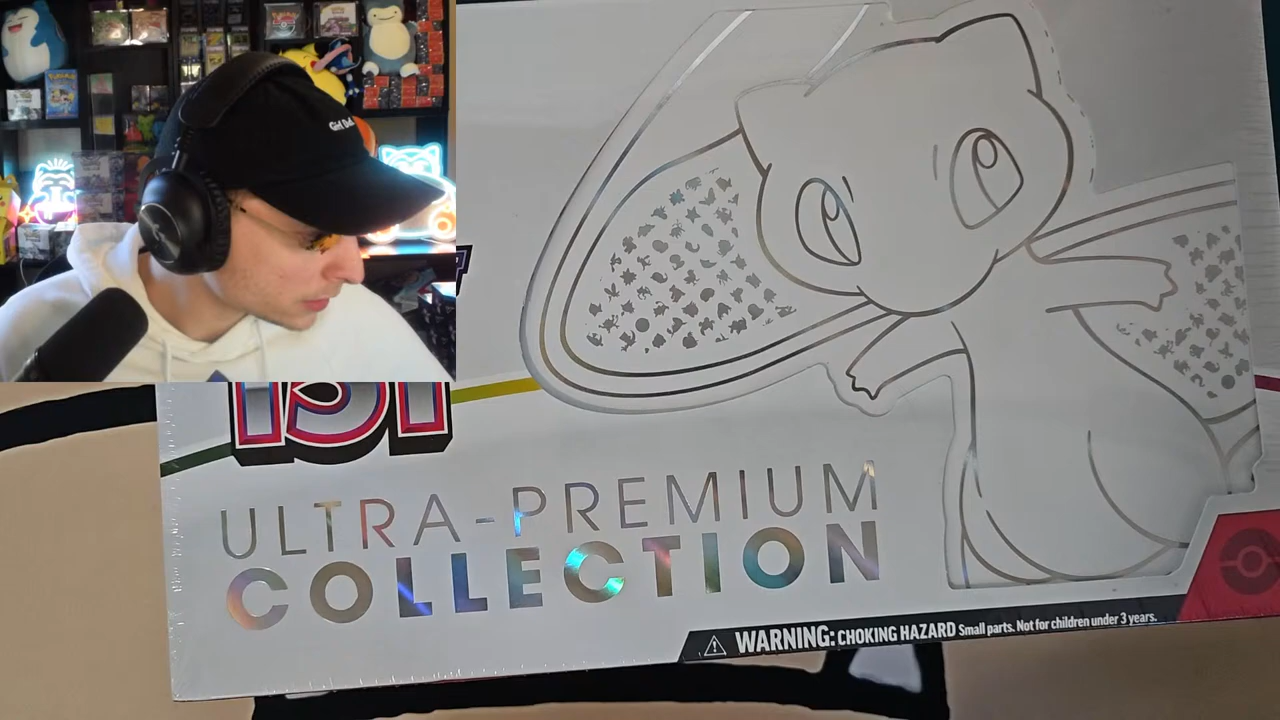 151
ULTRA-PREMIUM
COLLECTION
WARNING: CHOKING HAZARD Small parts. Not for children under 3 years.